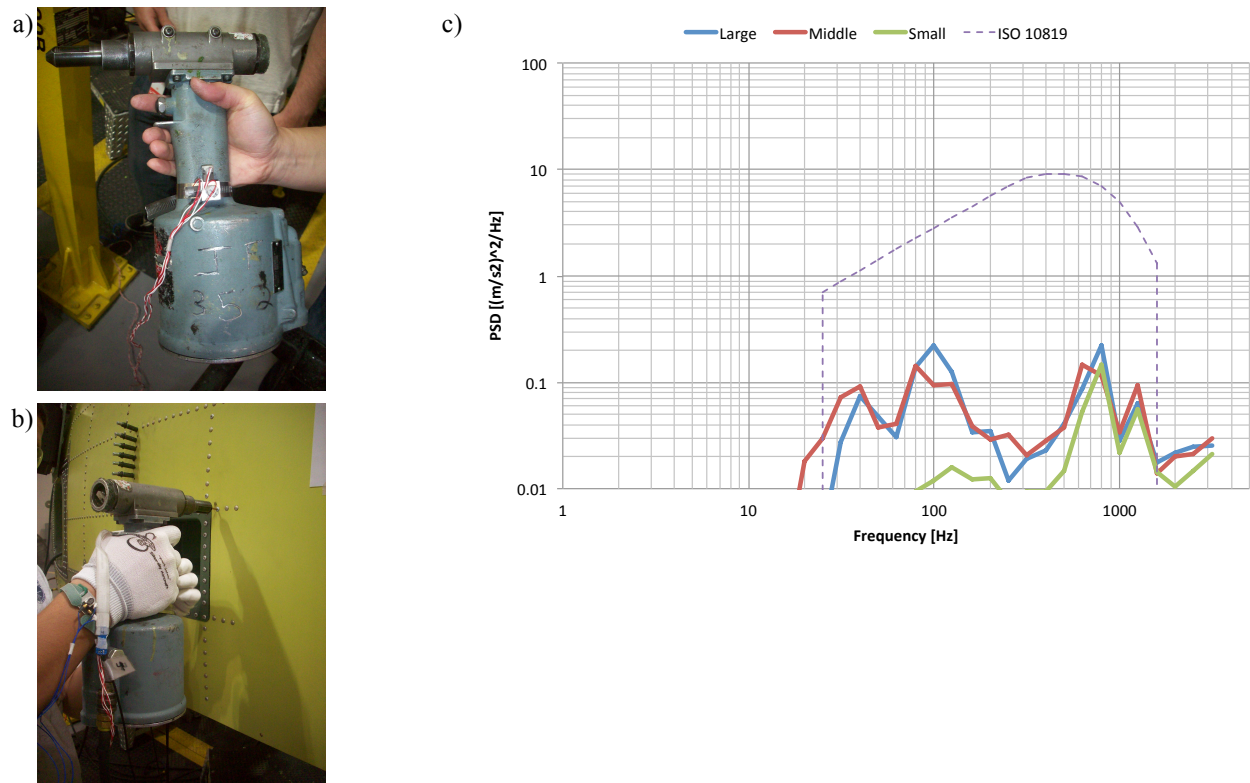 a)
c)
Large Middle Small ISO 10819
100
10
1
0.1
0.01
PSD [(m/s2)^2/Hz]
1 10 100 1000
Frequency [Hz]
b)